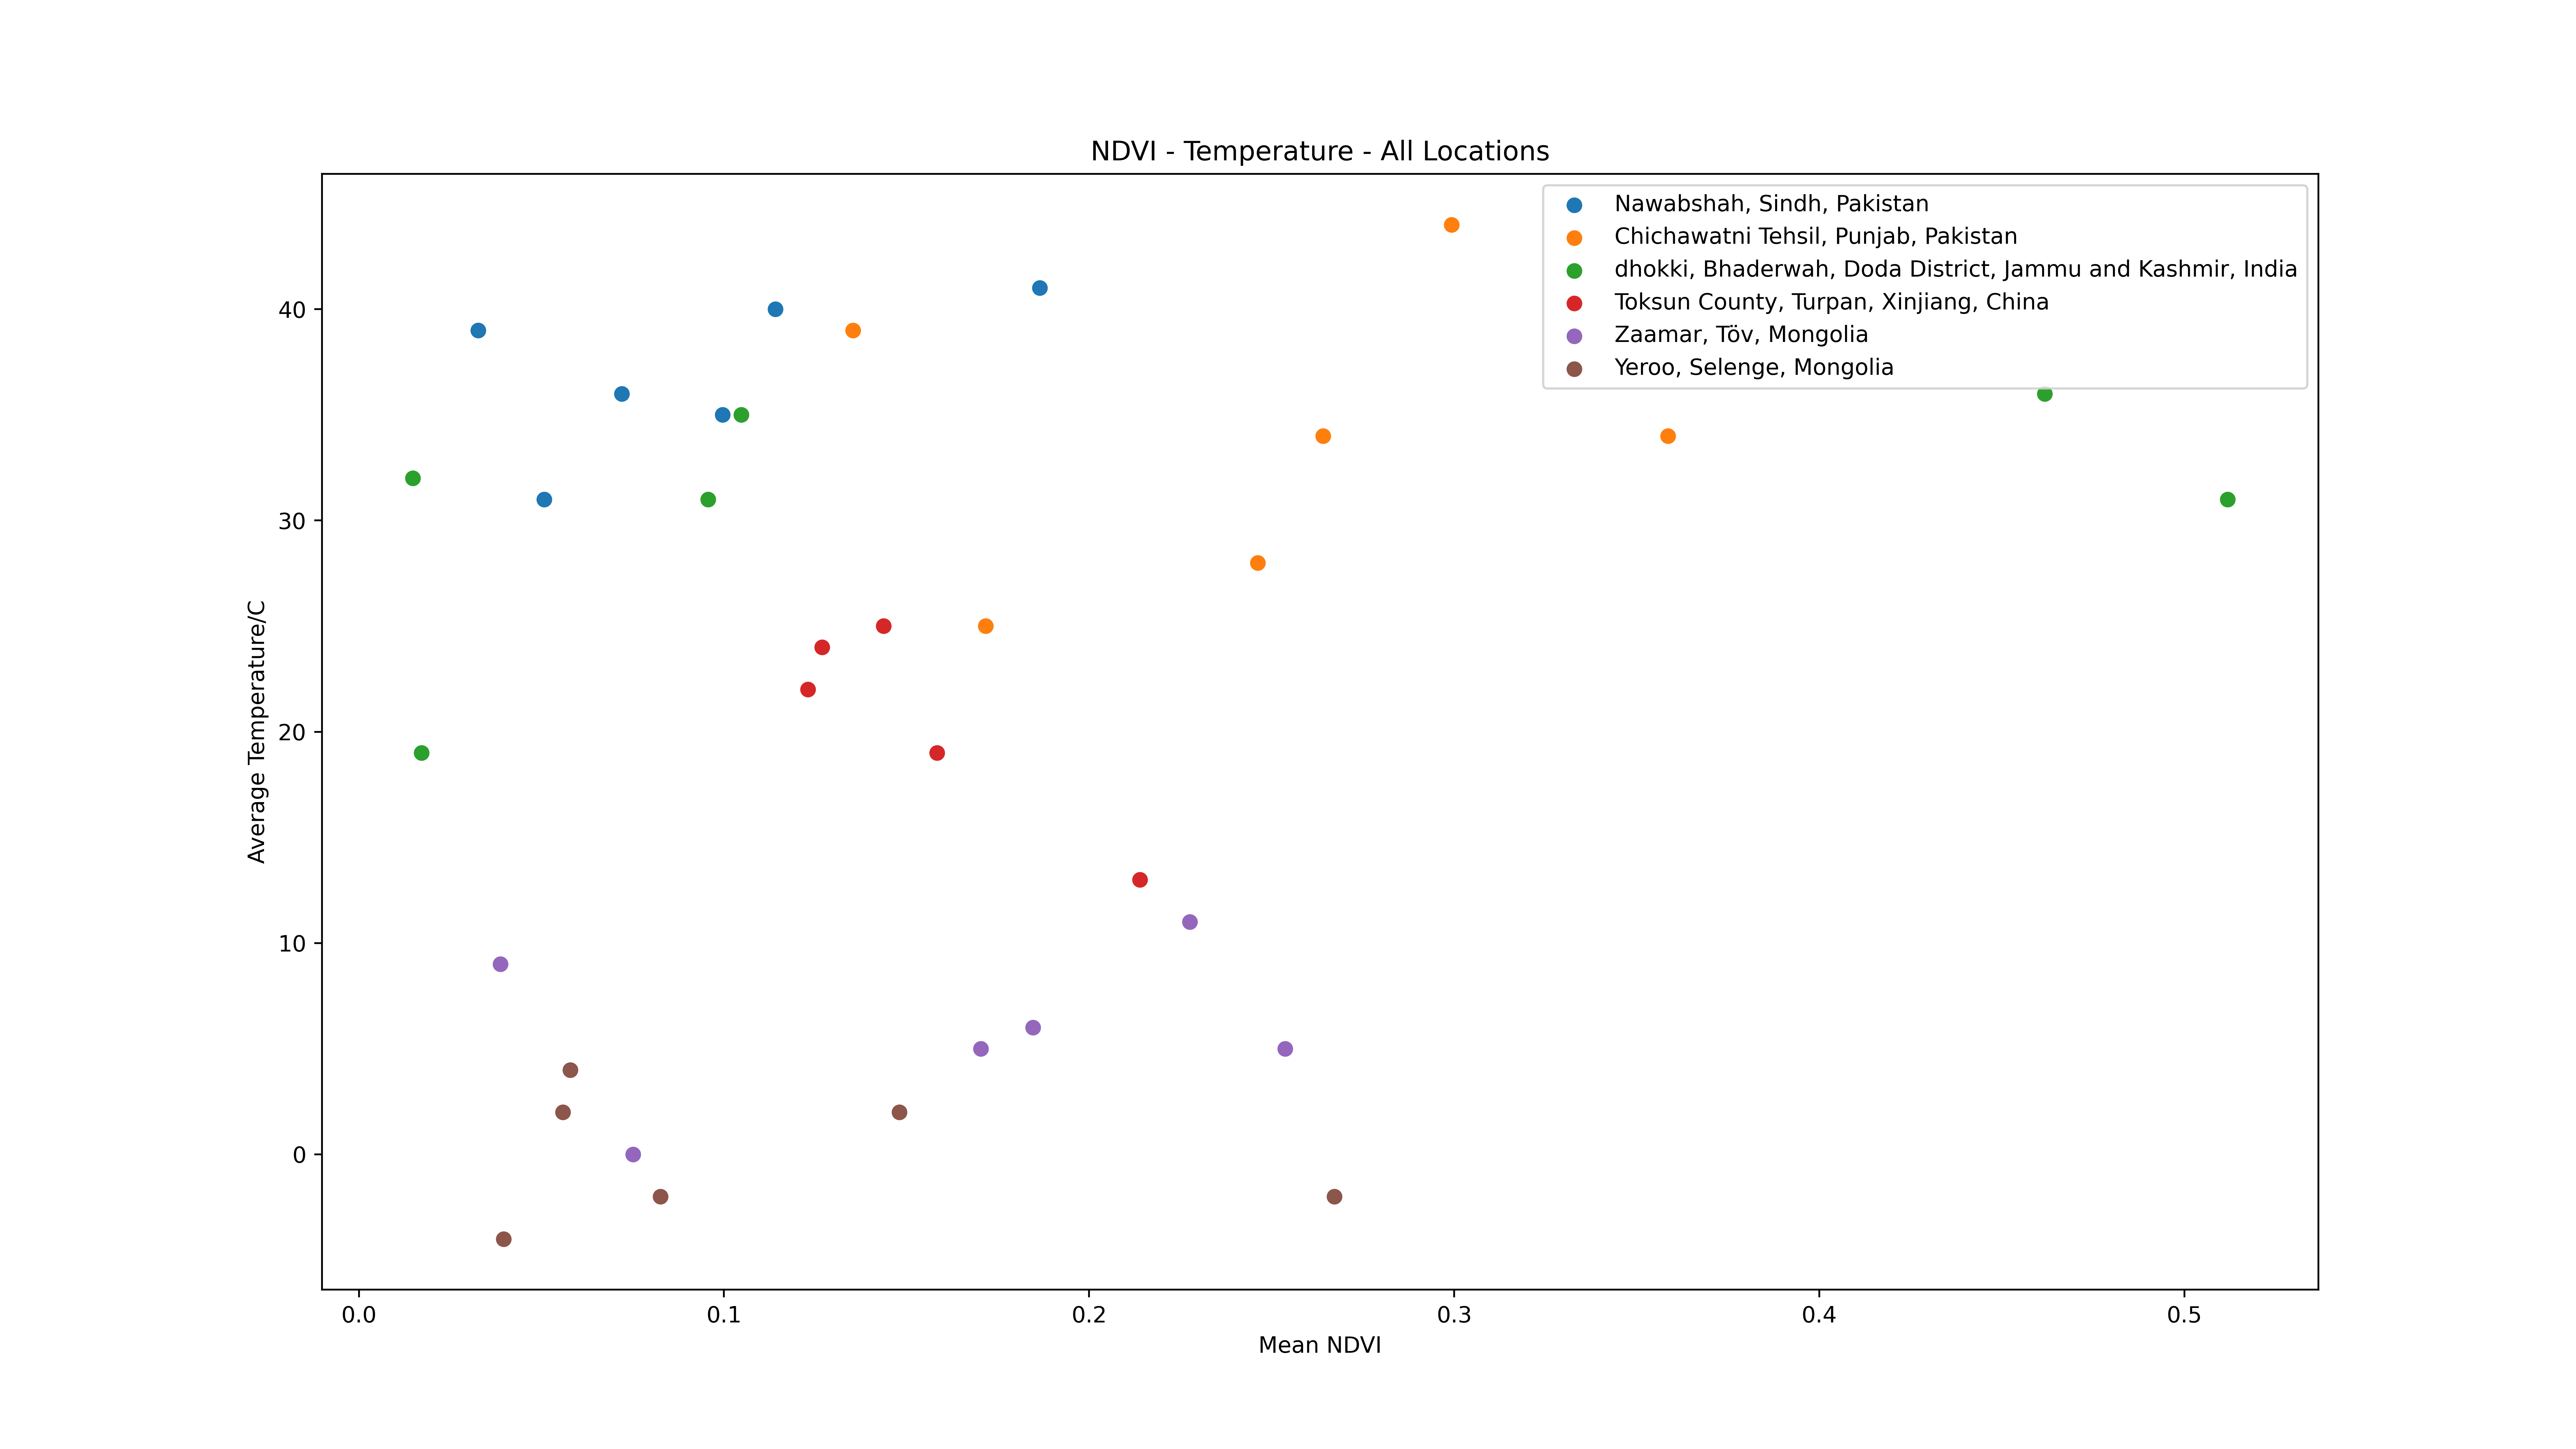 NDVI - Temperature - All Locations
Nawabshah, Sindh, Pakistan
Chichawatni Tehsil, Punjab, Pakistan
dhokki, Bhaderwah, Doda District, Jammu and Kashmir, India
Toksun County, Turpan, Xinjiang, China
Zaamar, Töv, Mongolia
Yeroo, Selenge, Mongolia
Average Temperature/C
40
30
20
10
0
0.0 0.1 0.2 0.3 0.4 0.5
Mean NDVI